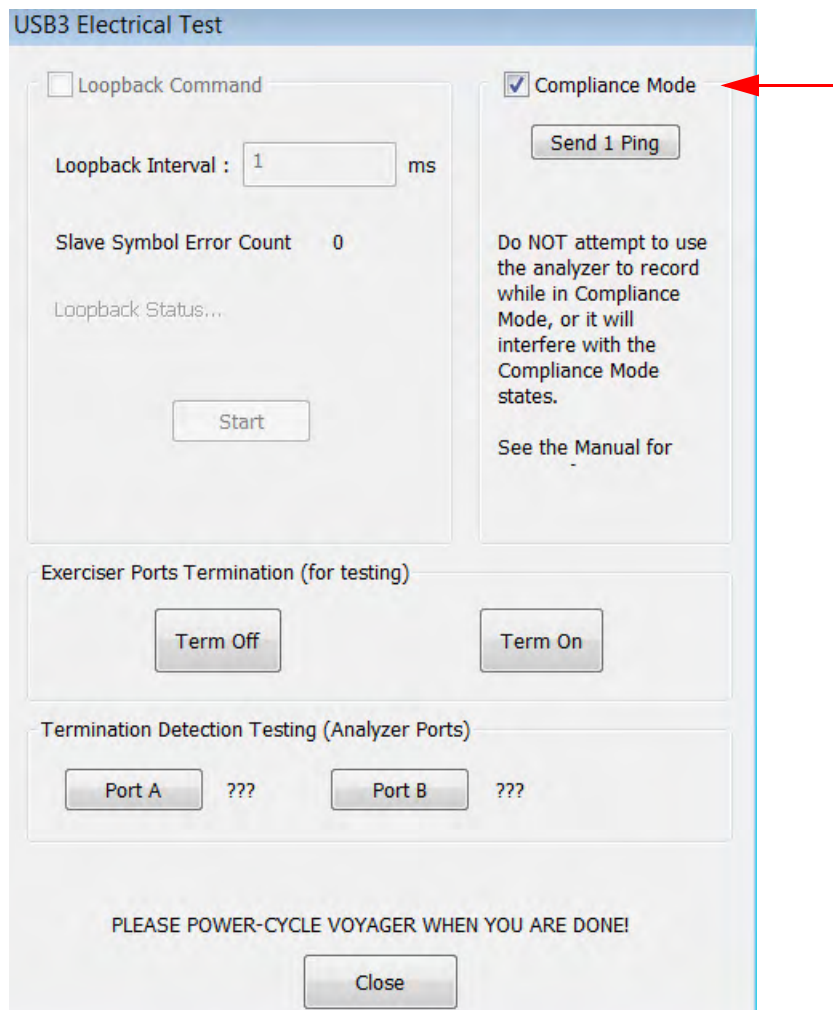 USB3 Electrical Test
Loopback Command
Loopback Interval : 1 ms
Slave Symbol Error Count 0
Loopback Status...
Start
Compliance Mode
Send 1 Ping
Do NOT attempt to use
the analyzer to record
while in Compliance
Mode, or it will
interfere with the
Compliance Mode
states.
See the Manual for
Exerciser Ports Termination (for testing)
Term Off
Term On
Termination Detection Testing (Analyzer Ports)
Port A ???
Port B ???
PLEASE POWER-CYCLE VOYAGER WHEN YOU ARE DONE!
Close